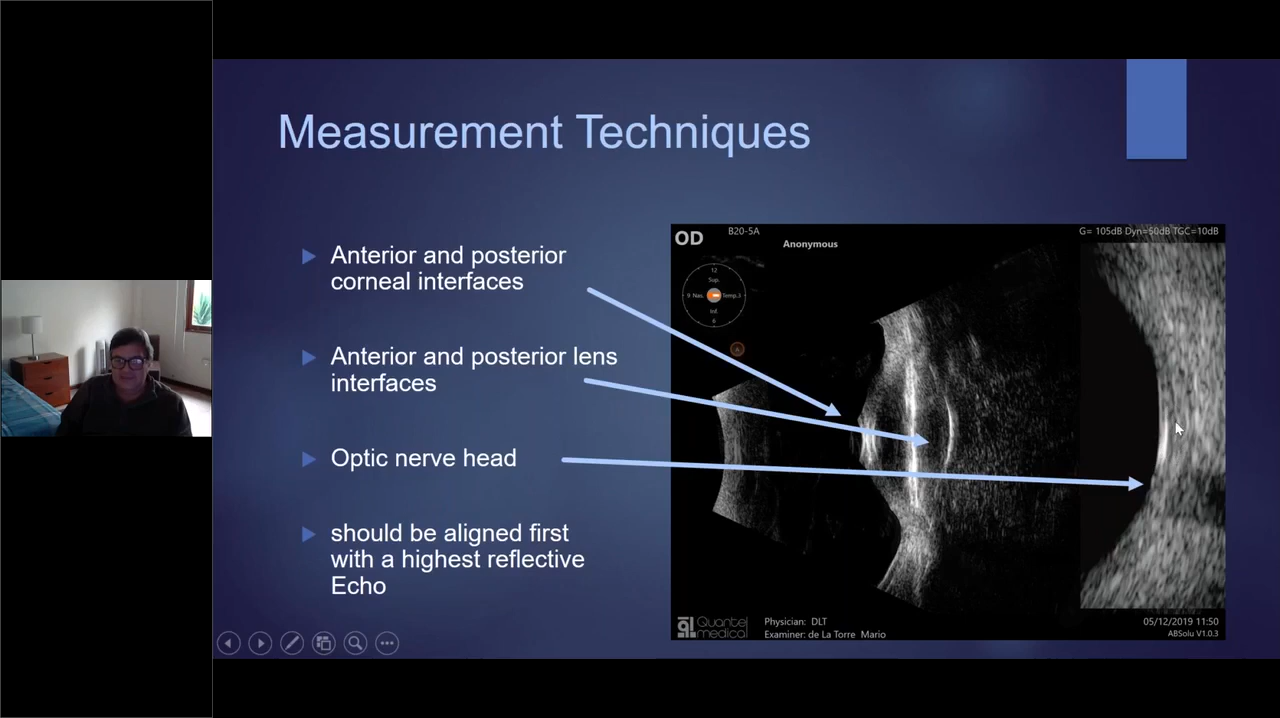 Measurement Techniques
Anterior and posterior
corneal interfaces
Anterior and posterior lens
interfaces
Optic nerve head
should be aligned first
with a highest reflective
Echo
OD
B20-5A
Anonymous
G= 105dB Dyn=50dB TGC=10dB
12
Sup.
9 Nas.
Temp.3
Inf.
6
Quantel
medical
Physician: DLT
Examiner: de La Torre Mario
05/12/2019 11:50
ABSolu V1.0.3